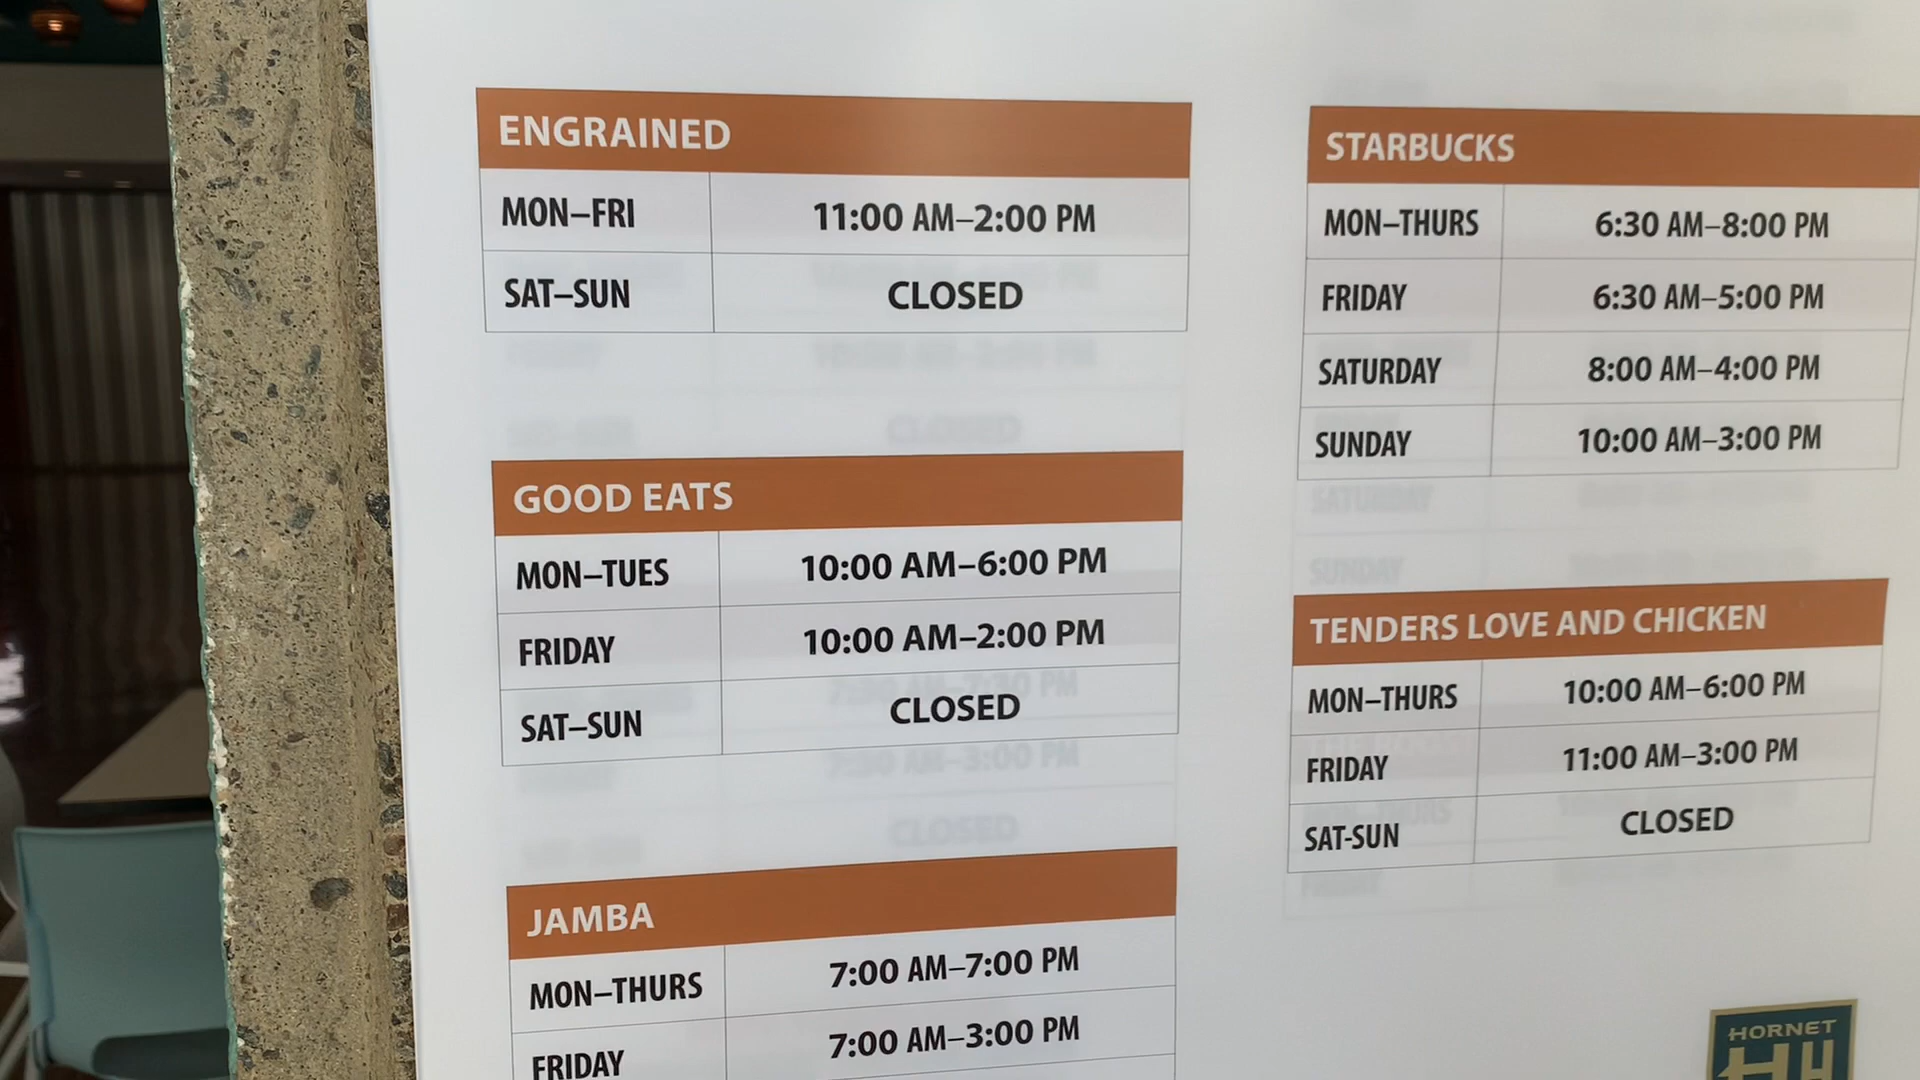 ENGRAINED
MON–FRI 11:00 AM–2:00 PM
SAT–SUN CLOSED
GOOD EATS
MON–TUES 10:00 AM–6:00 PM
FRIDAY 10:00 AM–2:00 PM
SAT–SUN CLOSED
JAMBA
MON–THURS 7:00 AM–7:00 PM
FRIDAY 7:00 AM–3:00 PM
STARBUCKS
MON–THURS 6:30 AM–8:00 PM
FRIDAY 6:30 AM–5:00 PM
SATURDAY 8:00 AM–4:00 PM
SUNDAY 10:00 AM–3:00 PM
TENDERS LOVE AND CHICKEN
MON–THURS 10:00 AM–6:00 PM
FRIDAY 11:00 AM–3:00 PM
SAT-SUN CLOSED
HORNET